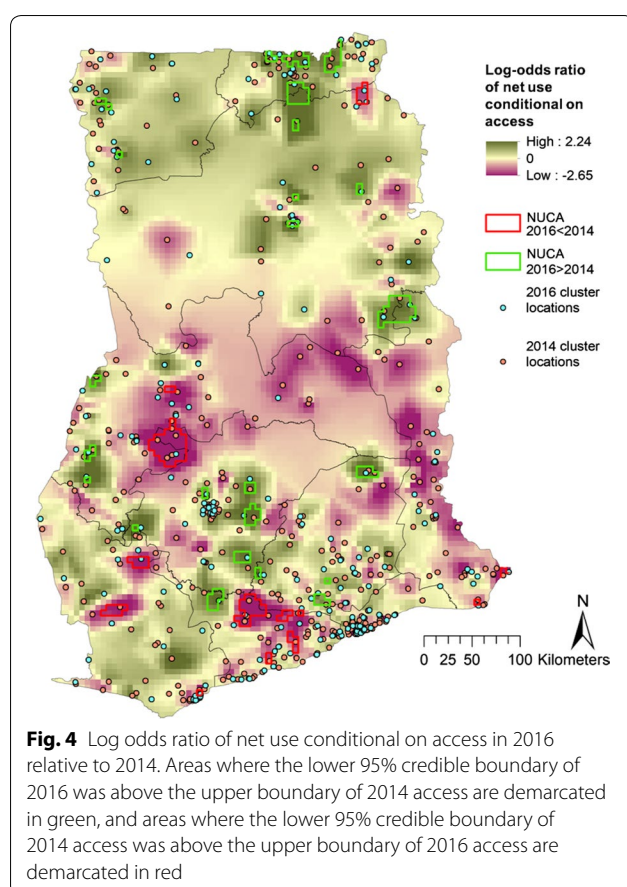 Log-odds ratio
of net use
conditional on
access
High : 2.24
0
Low : -2.65
NUCA
2016<2014
NUCA
2016>2014
2016 cluster
locations
2014 cluster
locations
N
0 25 50 100 Kilometers
Fig. 4 Log odds ratio of net use conditional on access in 2016
relative to 2014. Areas where the lower 95% credible boundary of
2016 was above the upper boundary of 2014 access are demarcated
in green, and areas where the lower 95% credible boundary of
2014 access was above the upper boundary of 2016 access are
demarcated in red